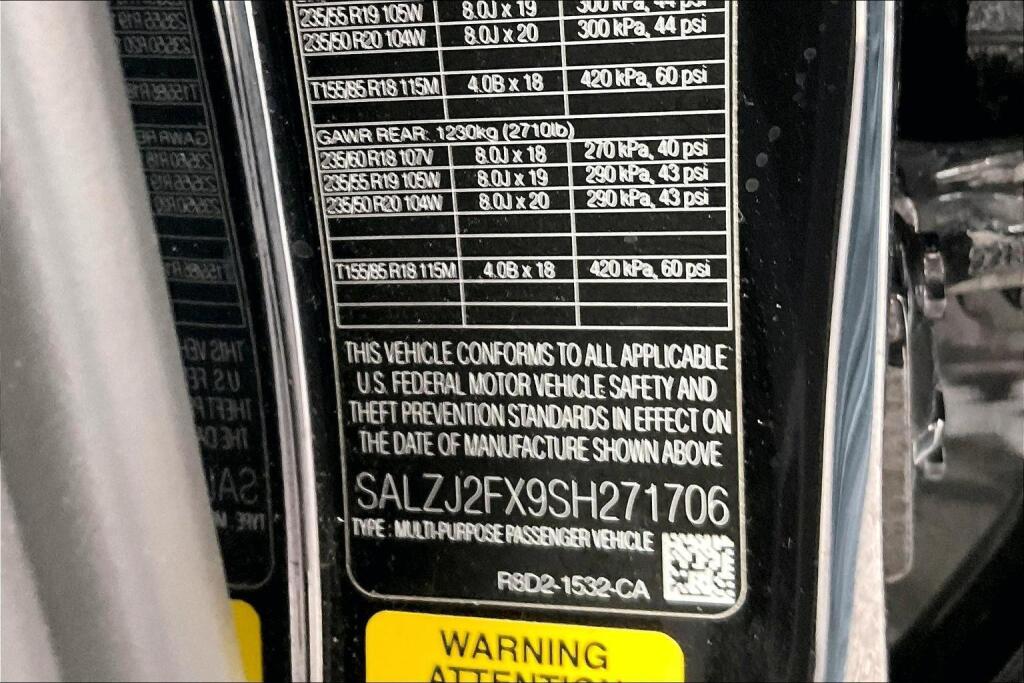 235/55 R19 105W 8.0J x 19 300 kPa, 44 psi
235/50 R20 104W 8.0J x 20 300 kPa, 44 psi
T155/85 R18 115M 4.0B x 18 420 kPa, 60 psi
GAWR REAR: 1230kg (2710lb)
235/60 R18 107V 8.0J x 18 270 kPa, 40 psi
235/55 R19 105W 8.0J x 19 290 kPa, 43 psi
235/50 R20 104W 8.0J x 20 290 kPa, 43 psi
T155/85 R18 115M 4.0B x 18 420 kPa, 60 psi
THIS VEHICLE CONFORMS TO ALL APPLICABLE
U.S. FEDERAL MOTOR VEHICLE SAFETY AND
THEFT PREVENTION STANDARDS IN EFFECT ON
THE DATE OF MANUFACTURE SHOWN ABOVE
SALZJ2FX9SH271706
TYPE : MULTI-PURPOSE PASSENGER VEHICLE
R8D2-1532-CA
WARNING
ATTENTION